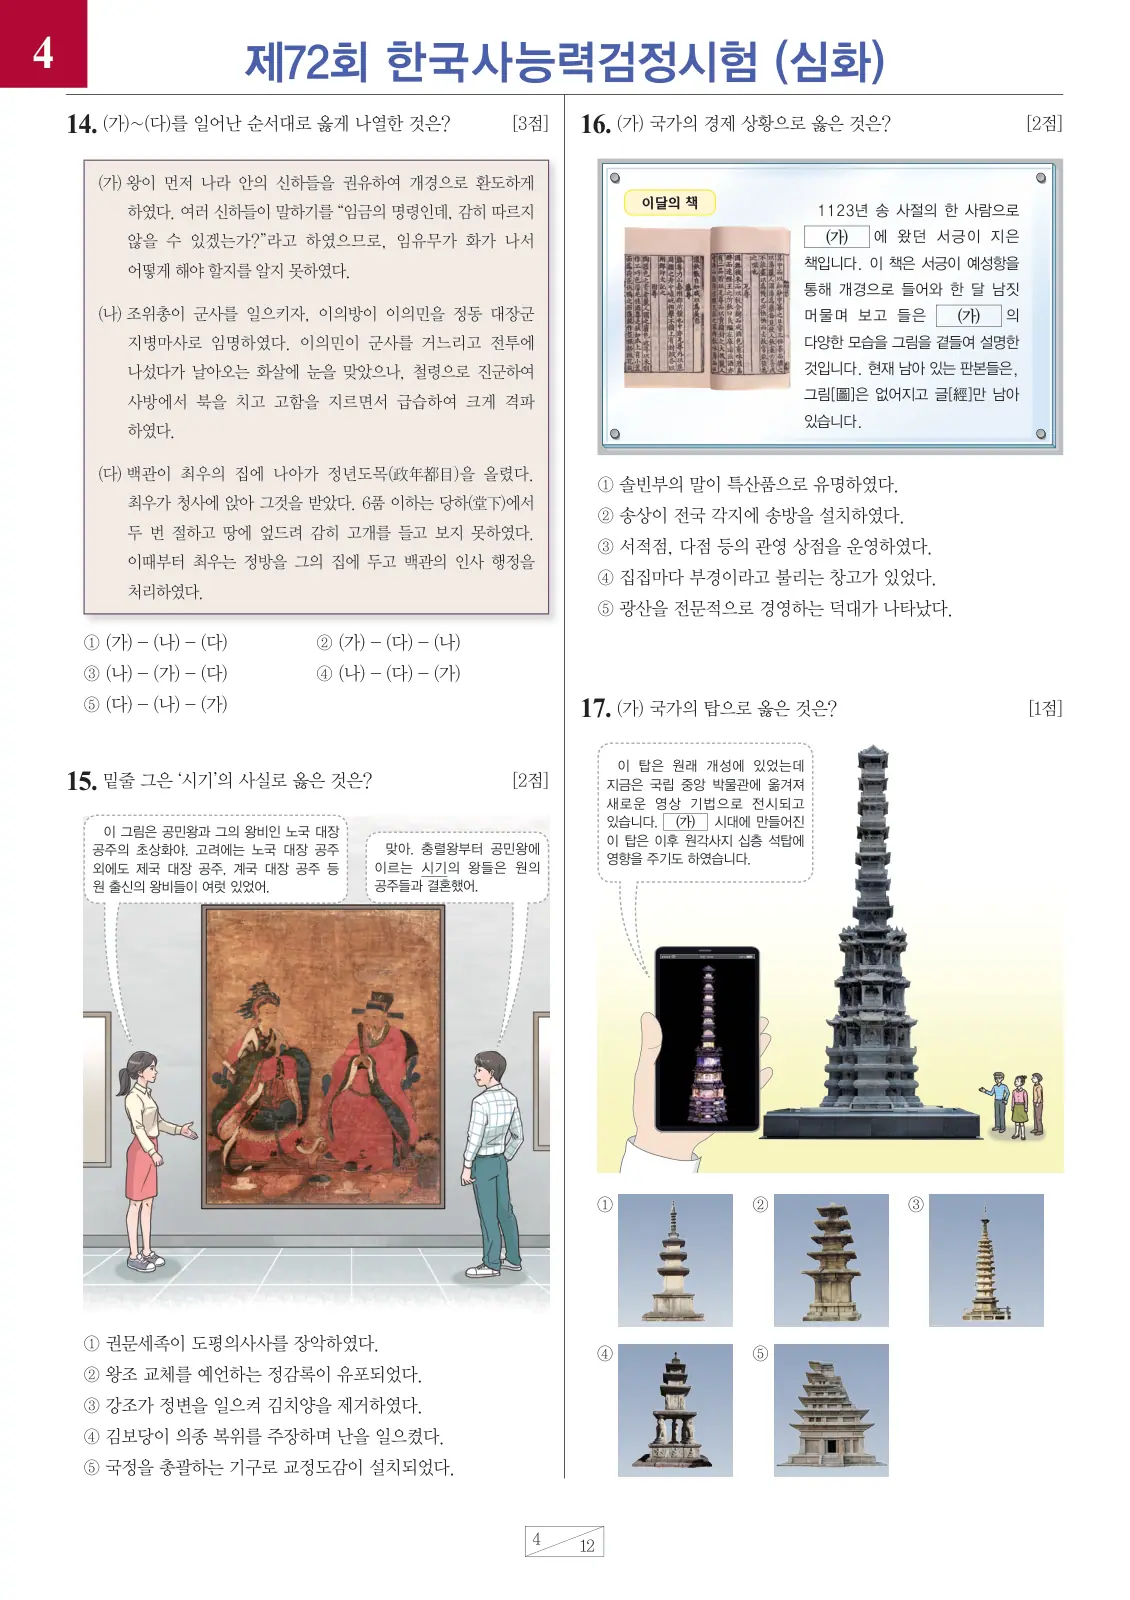 4
제72회 한국사능력검정시험 (심화)
14. (가)~(다)를 일어난 순서대로 옳게 나열한 것은? [3점]
(가) 왕이 먼저 나라 안의 신하들을 권유하여 개경으로 환도하게
하였다. 여러 신하들이 말하기를 “임금의 명령인데, 감히 따르지
않을 수 있겠는가?”라고 하였으므로, 임유무가 화가 나서
어떻게 해야 할지를 알지 못하였다.
(나) 조위총이 군사를 일으키자, 이의방이 이의민을 정동 대장군
지병마사로 임명하였다. 이의민이 군사를 거느리고 전투에
나섰다가 날아오는 화살에 눈을 맞았으나, 철령으로 진군하여
사방에서 북을 치고 고함을 지르면서 급습하여 크게 격파
하였다.
(다) 백관이 최우의 집에 나아가 정년도목(政年都目)을 올렸다.
최우가 청사에 앉아 그것을 받았다. 6품 이하는 당하(堂下)에서
두 번 절하고 땅에 엎드려 감히 고개를 들고 보지 못하였다.
이때부터 최우는 정방을 그의 집에 두고 백관의 인사 행정을
처리하였다.
① (가) – (나) – (다) ② (가) – (다) – (나)
③ (나) – (가) – (다) ④ (나) – (다) – (가)
⑤ (다) – (나) – (가)
15. 밑줄 그은 ‘시기’의 사실로 옳은 것은? [2점]
이 그림은 공민왕과 그의 왕비인 노국 대장
공주의 초상화야. 고려에는 노국 대장 공주
외에도 제국 대장 공주, 계국 대장 공주 등
원 출신의 왕비들이 여럿 있었어.
맞아. 충렬왕부터 공민왕에
이르는 시기의 왕들은 원의
공주들과 결혼했어.
① 권문세족이 도평의사사를 장악하였다.
② 왕조 교체를 예언하는 정감록이 유포되었다.
③ 강조가 정변을 일으켜 김치양을 제거하였다.
④ 김보당이 의종 복위를 주장하며 난을 일으켰다.
⑤ 국정을 총괄하는 기구로 교정도감이 설치되었다.
16. (가) 국가의 경제 상황으로 옳은 것은? [2점]
이달의 책
1123년 송 사절의 한 사람으로
(가) 에 왔던 서긍이 지은
책입니다. 이 책은 서긍이 예성항을
통해 개경으로 들어와 한 달 남짓
머물며 보고 들은 (가) 의
다양한 모습을 그림을 곁들여 설명한
것입니다. 현재 남아 있는 판본들은,
그림[圖]은 없어지고 글[經]만 남아
있습니다.
① 솔빈부의 말이 특산품으로 유명하였다.
② 송상이 전국 각지에 송방을 설치하였다.
③ 서적점, 다점 등의 관영 상점을 운영하였다.
④ 집집마다 부경이라고 불리는 창고가 있었다.
⑤ 광산을 전문적으로 경영하는 덕대가 나타났다.
17. (가) 국가의 탑으로 옳은 것은? [1점]
이 탑은 원래 개성에 있었는데
지금은 국립 중앙 박물관에 옮겨져
새로운 영상 기법으로 전시되고
있습니다. (가) 시대에 만들어진
이 탑은 이후 원각사지 십층 석탑에
영향을 주기도 하였습니다.
① ② ③
④ ⑤
4 12